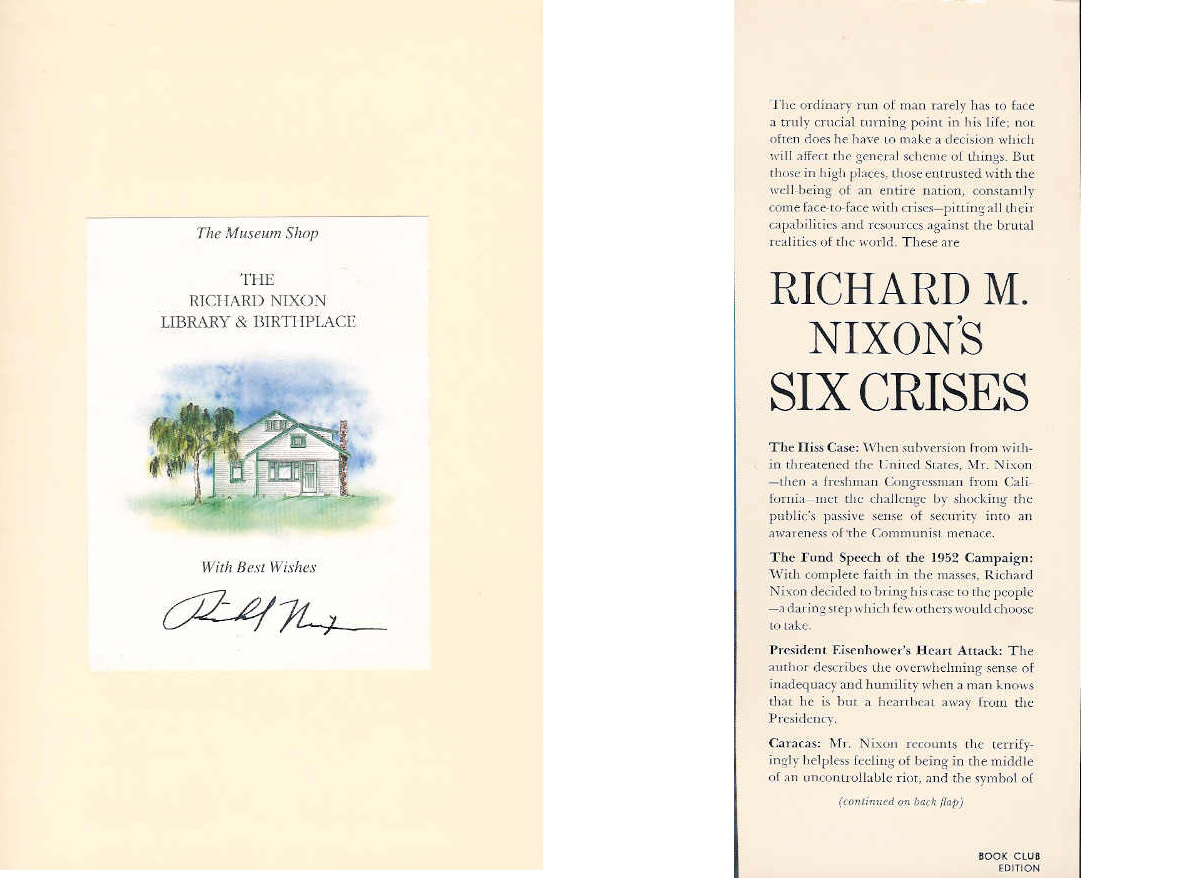 The Museum Shop
THE
RICHARD NIXON
LIBRARY & BIRTHPLACE
With Best Wishes
Richard Nixon
The ordinary run of man rarely has to face
a truly crucial turning point in his life; not
often does he have to make a decision which
will affect the general scheme of things. But
those in high places, those entrusted with the
well-being of an entire nation, constantly
come face-to-face with crises—pitting all their
capabilities and resources against the brutal
realities of the world. These are
RICHARD M.
NIXON'S
SIX CRISES
The Hiss Case: When subversion from with-
in threatened the United States, Mr. Nixon
—then a freshman Congressman from Cali-
fornia—met the challenge by shocking the
public's passive sense of security into an
awareness of the Communist menace.
The Fund Speech of the 1952 Campaign:
With complete faith in the masses, Richard
Nixon decided to bring his case to the people
—a daring step which few others would choose
to take.
President Eisenhower's Heart Attack: The
author describes the overwhelming sense of
inadequacy and humility when a man knows
that he is but a heartbeat away from the
Presidency.
Caracas: Mr. Nixon recounts the terrify-
ingly helpless feeling of being in the middle
of an uncontrollable riot, and the symbol of
(continued on back flap)
BOOK CLUB
EDITION